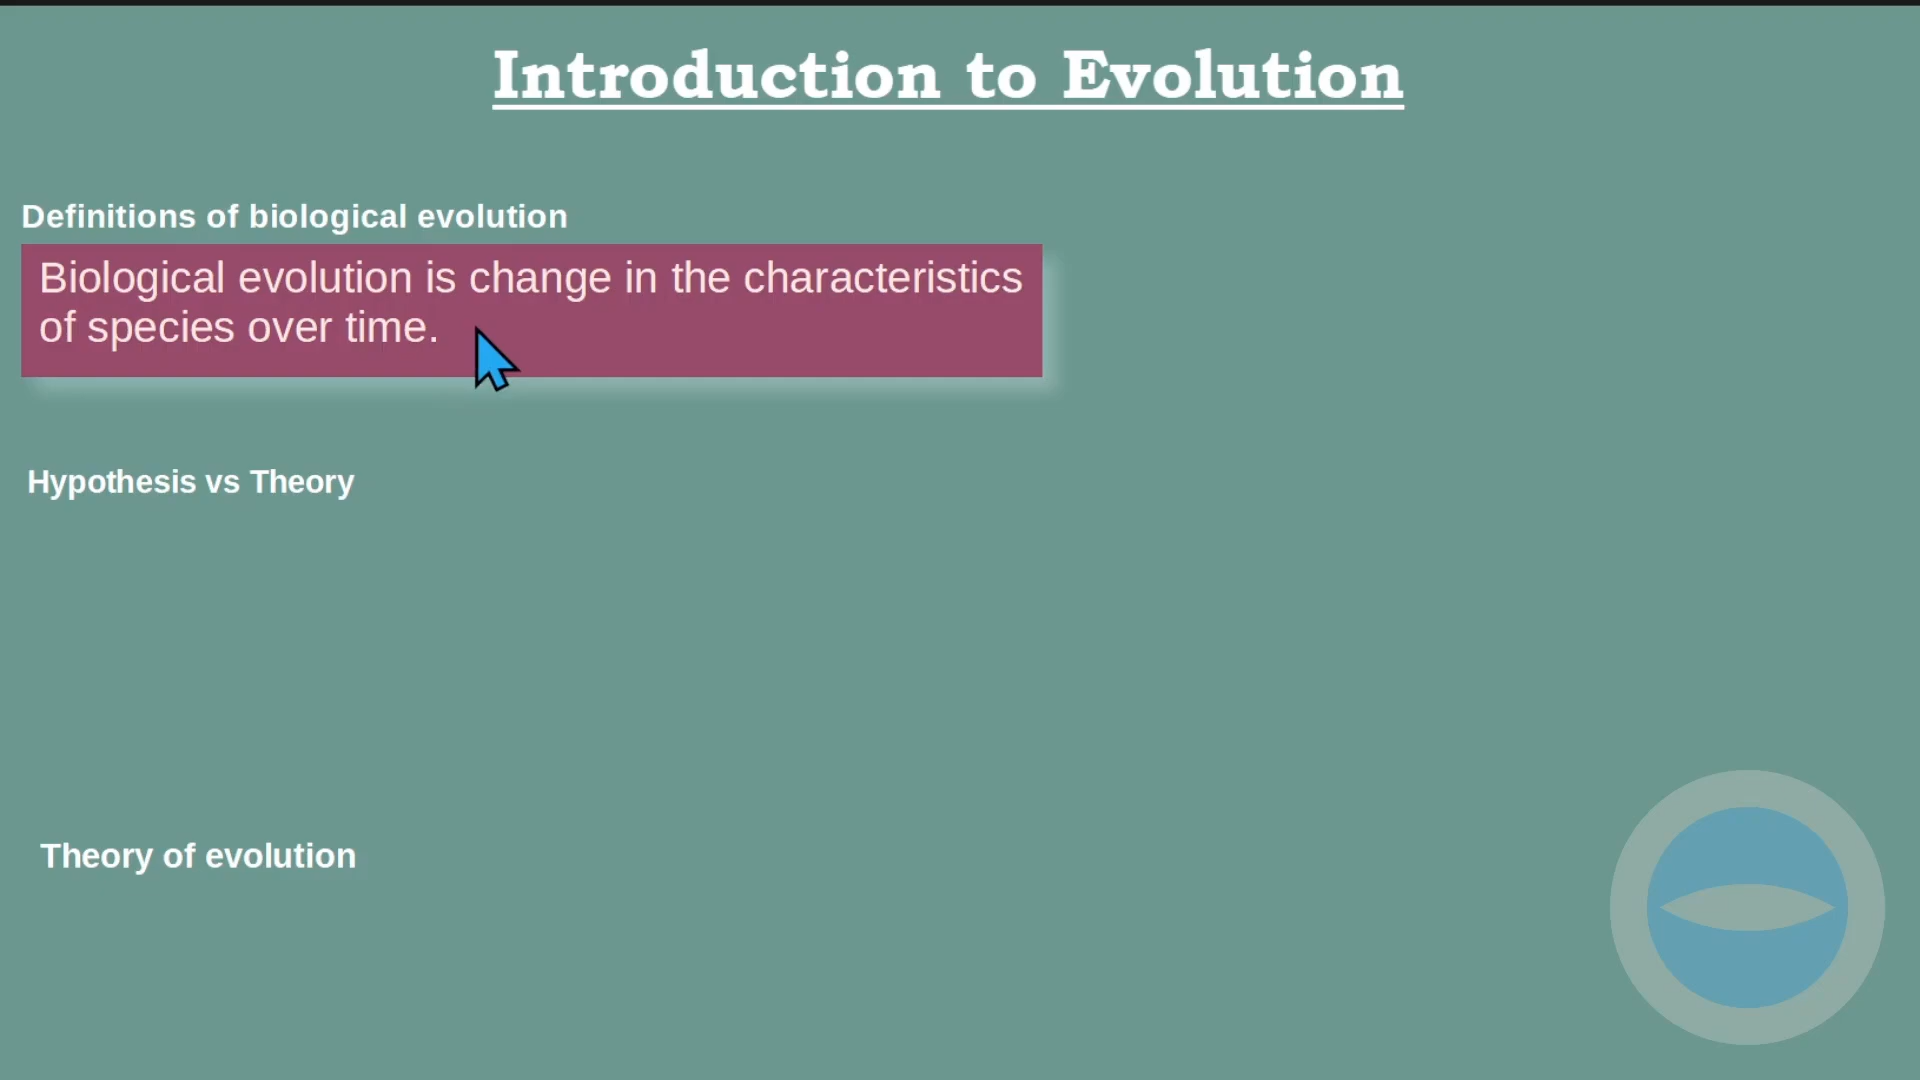 Introduction to Evolution
Definitions of biological evolution
Biological evolution is change in the characteristics
of species over time.
Hypothesis vs Theory
Theory of evolution